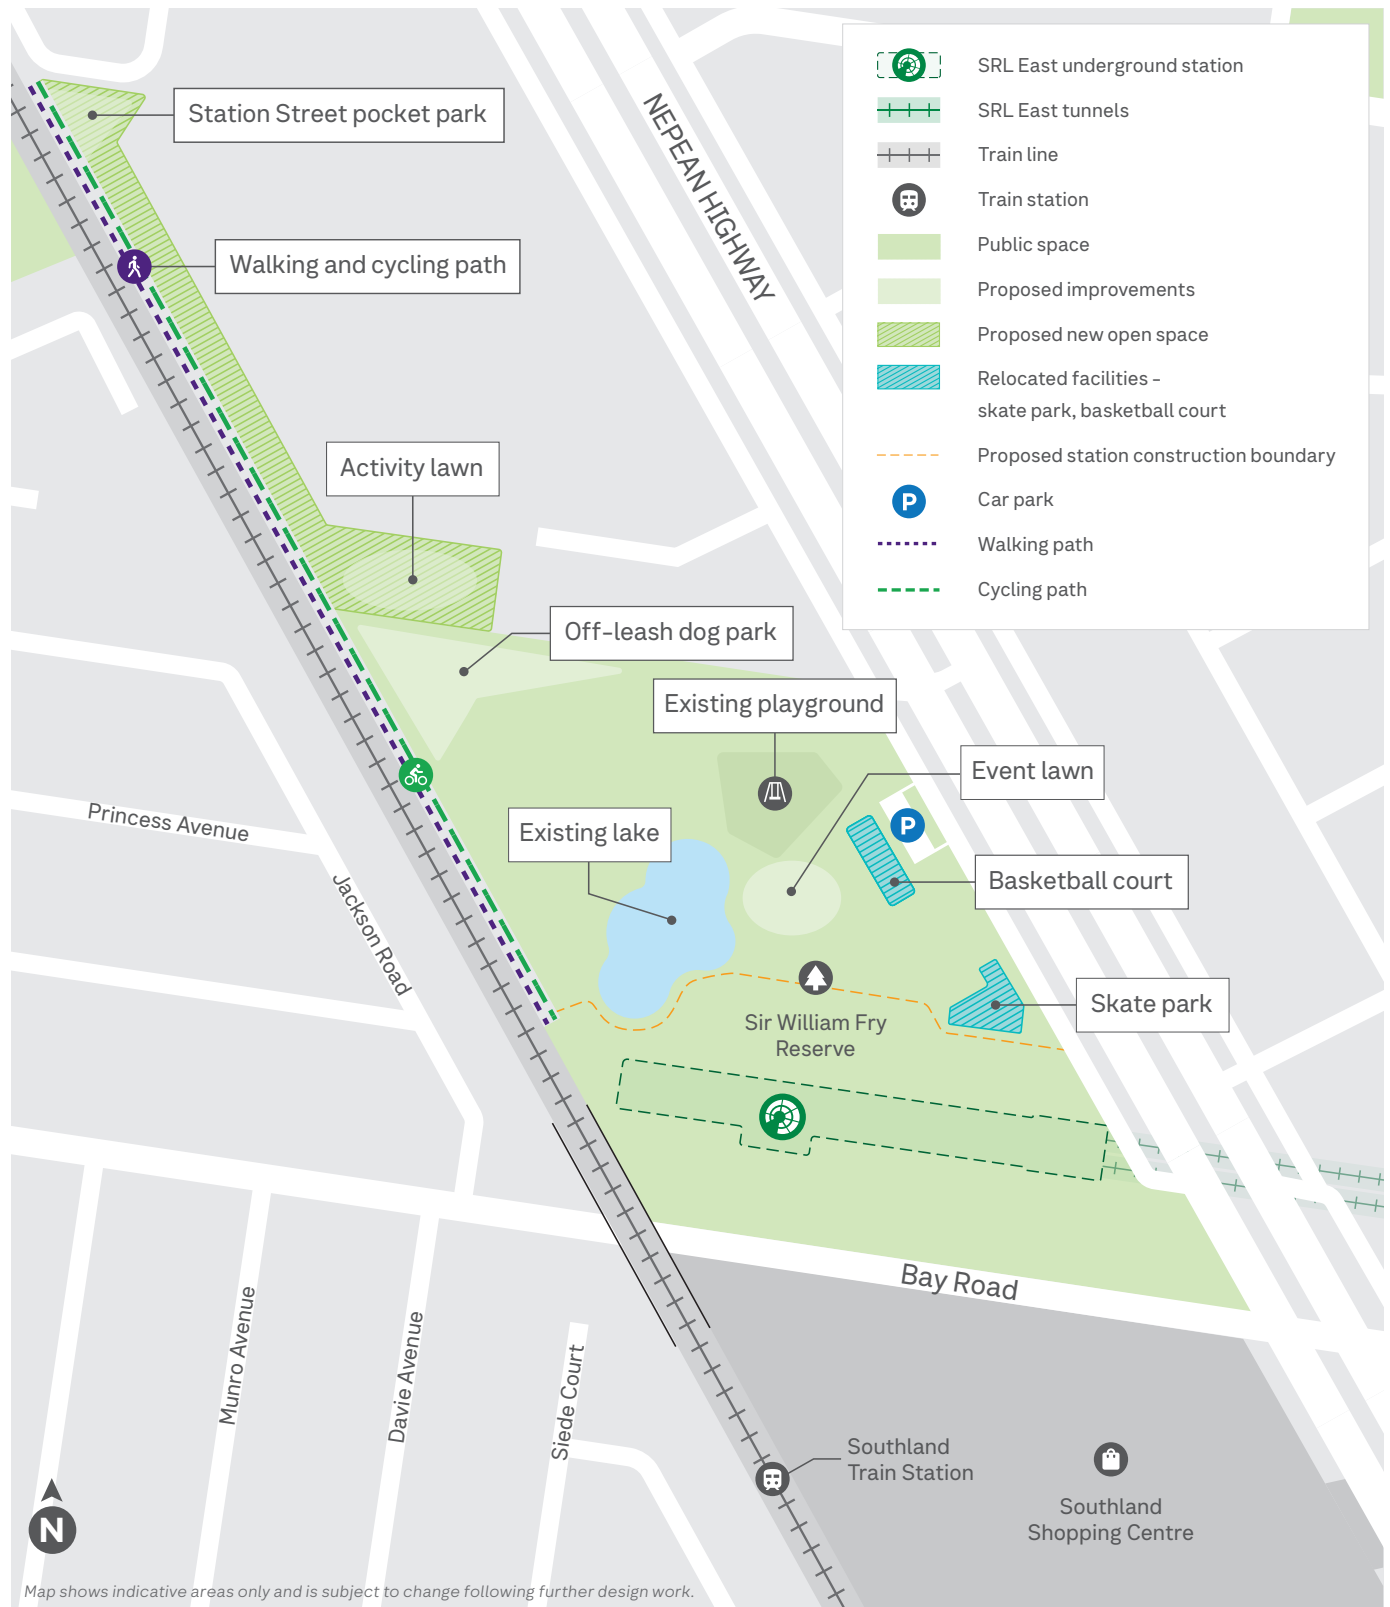 Station Street pocket park
NEPEAN HIGHWAY
SRL East underground station
SRL East tunnels
Train line
Train station
Public space
Proposed improvements
Proposed new open space
Relocated facilities –
skate park, basketball court
Proposed station construction boundary
P
Car park
Walking path
Cycling path
Walking and cycling path
Activity lawn
Off-leash dog park
Existing playground
Event lawn
Existing lake
P
Basketball court
Skate park
Princess Avenue
Jackson Road
Sir William Fry
Reserve
Bay Road
Munro Avenue
Davie Avenue
Siede Court
Southland
Train Station
Southland
Shopping Centre
N
Map shows indicative areas only and is subject to change following further design work.